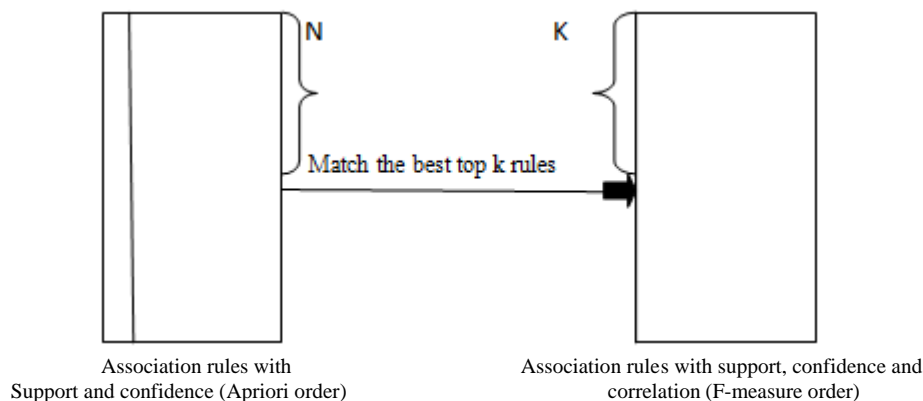 N
K
Match the best top k rules
Association rules with
Support and confidence (Apriori order)
Association rules with support, confidence and
correlation (F-measure order)